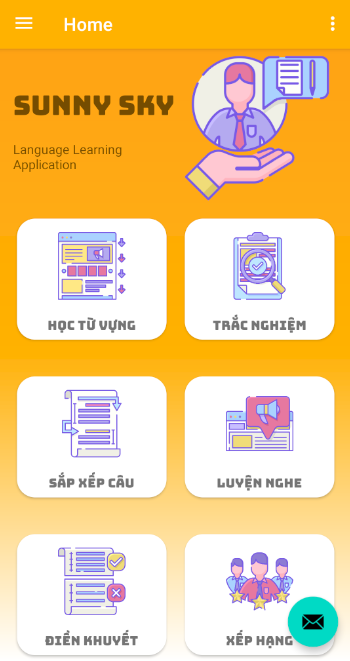 Home
SUNNY SKY
Language Learning
Application
HỌC TỪ VỰNG
TRẮC NGHIỆM
SẮP XẾP CÂU
LUYỆN NGHE
ĐIỀN KHUYẾT
XẾP HẠNG